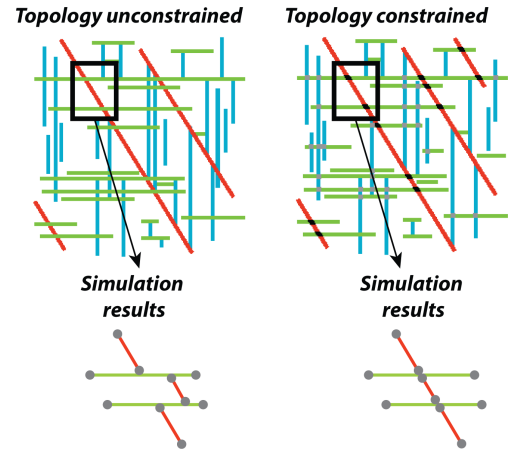 Topology unconstrained
Topology constrained
Simulation
results
Simulation
results